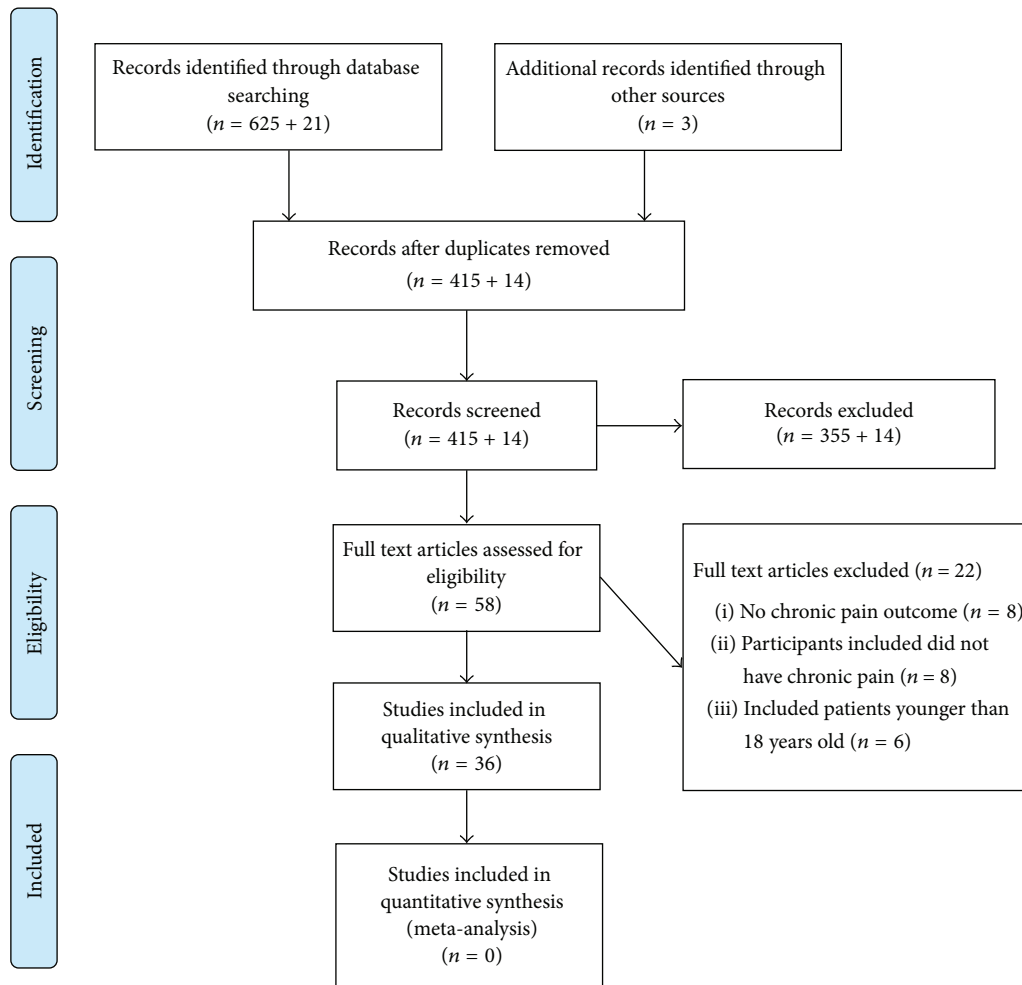 Identification
Records identified through database
searching
(n = 625 + 21)
Additional records identified through
other sources
(n = 3)
Records after duplicates removed
(n = 415 + 14)
Screening
Records screened
(n = 415 + 14)
Records excluded
(n = 355 + 14)
Eligibility
Full text articles assessed for
eligibility
(n = 58)
Full text articles excluded (n = 22)
(i) No chronic pain outcome (n = 8)
(ii) Participants included did not
have chronic pain (n = 8)
(iii) Included patients younger than
18 years old (n = 6)
Studies included in
qualitative synthesis
(n = 36)
Included
Studies included in
quantitative synthesis
(meta-analysis)
(n = 0)